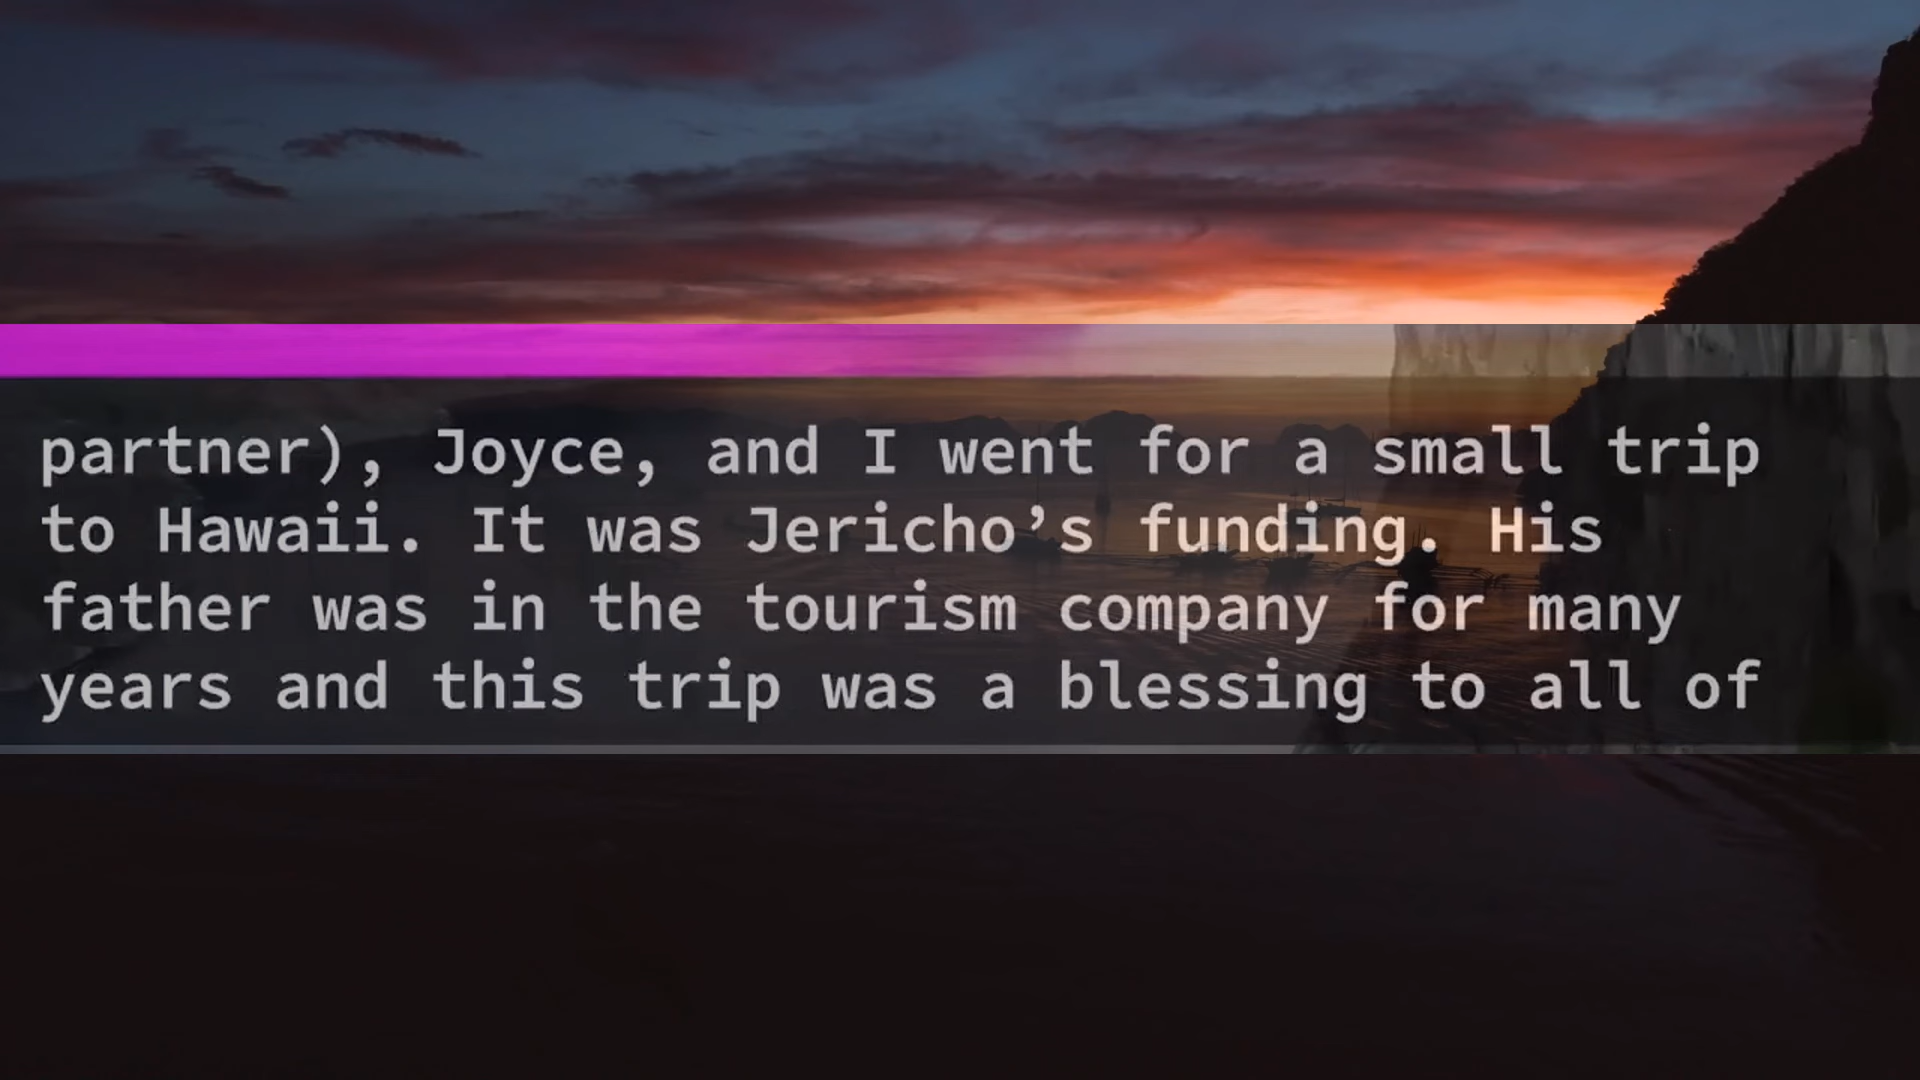 partner), Joyce, and I went for a small trip
to Hawaii. It was Jericho’s funding. His
father was in the tourism company for many
years and this trip was a blessing to all of